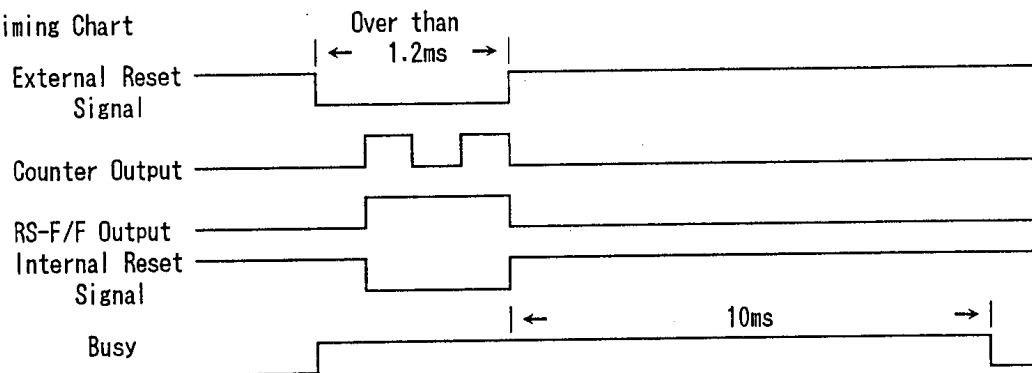 iming Chart
Over than
1.2ms
External Reset
Signal
Counter Output
RS-F/F Output
Internal Reset
Signal
10ms
Busy